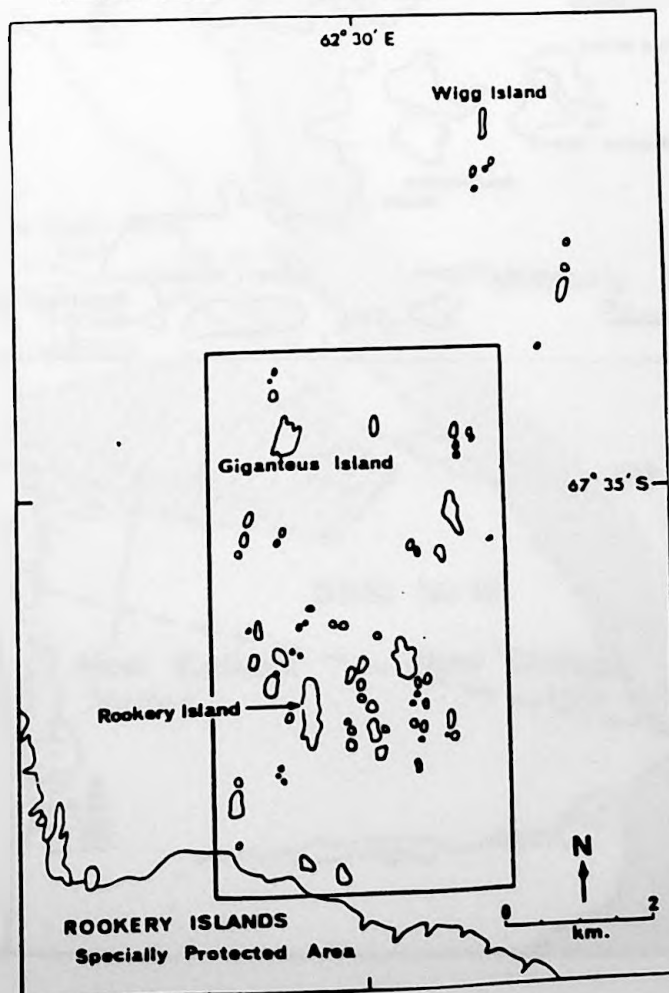 62° 30′ E
Wigg Island
Giganteus Island
67° 35′ S
Rookery Island
N
0 2
km.
ROOKERY ISLANDS
Specially Protected Area